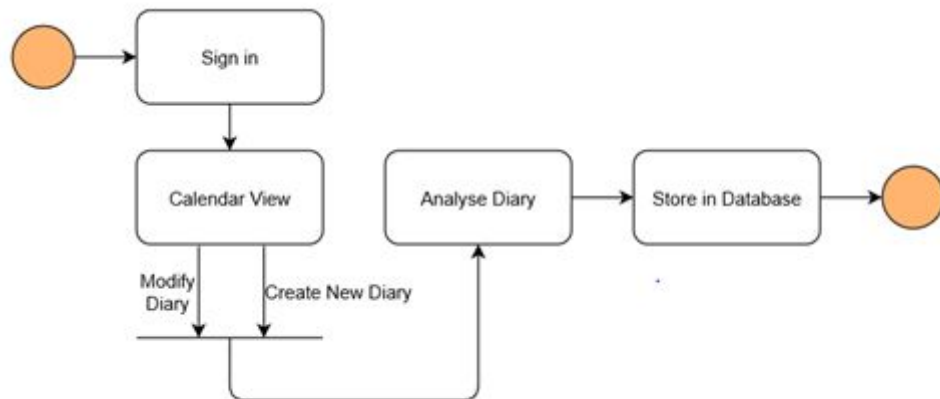 Sign in
Calendar View
Analyse Diary
Store in Database
Modify
Diary
Create New Diary